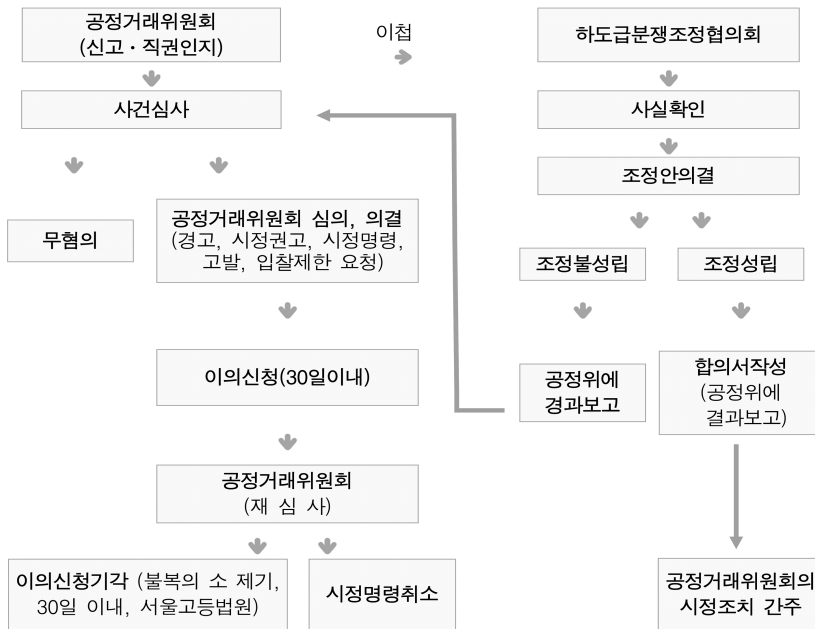 공정거래위원회
(신고·직권인지)
이첩
하도급분쟁조정협의회
사건심사
사실확인
조정안의결
무혐의
공정거래위원회 심의, 의결
(경고, 시정권고, 시정명령,
고발, 입찰제한 요청)
조정불성립
조정성립
이의신청(30일이내)
공정위에
경과보고
합의서작성
(공정위에
결과보고)
공정거래위원회
(재 심 사)
이의신청기각 (불복의 소 제기,
30일 이내, 서울고등법원)
시정명령취소
공정거래위원회의
시정조치 간주